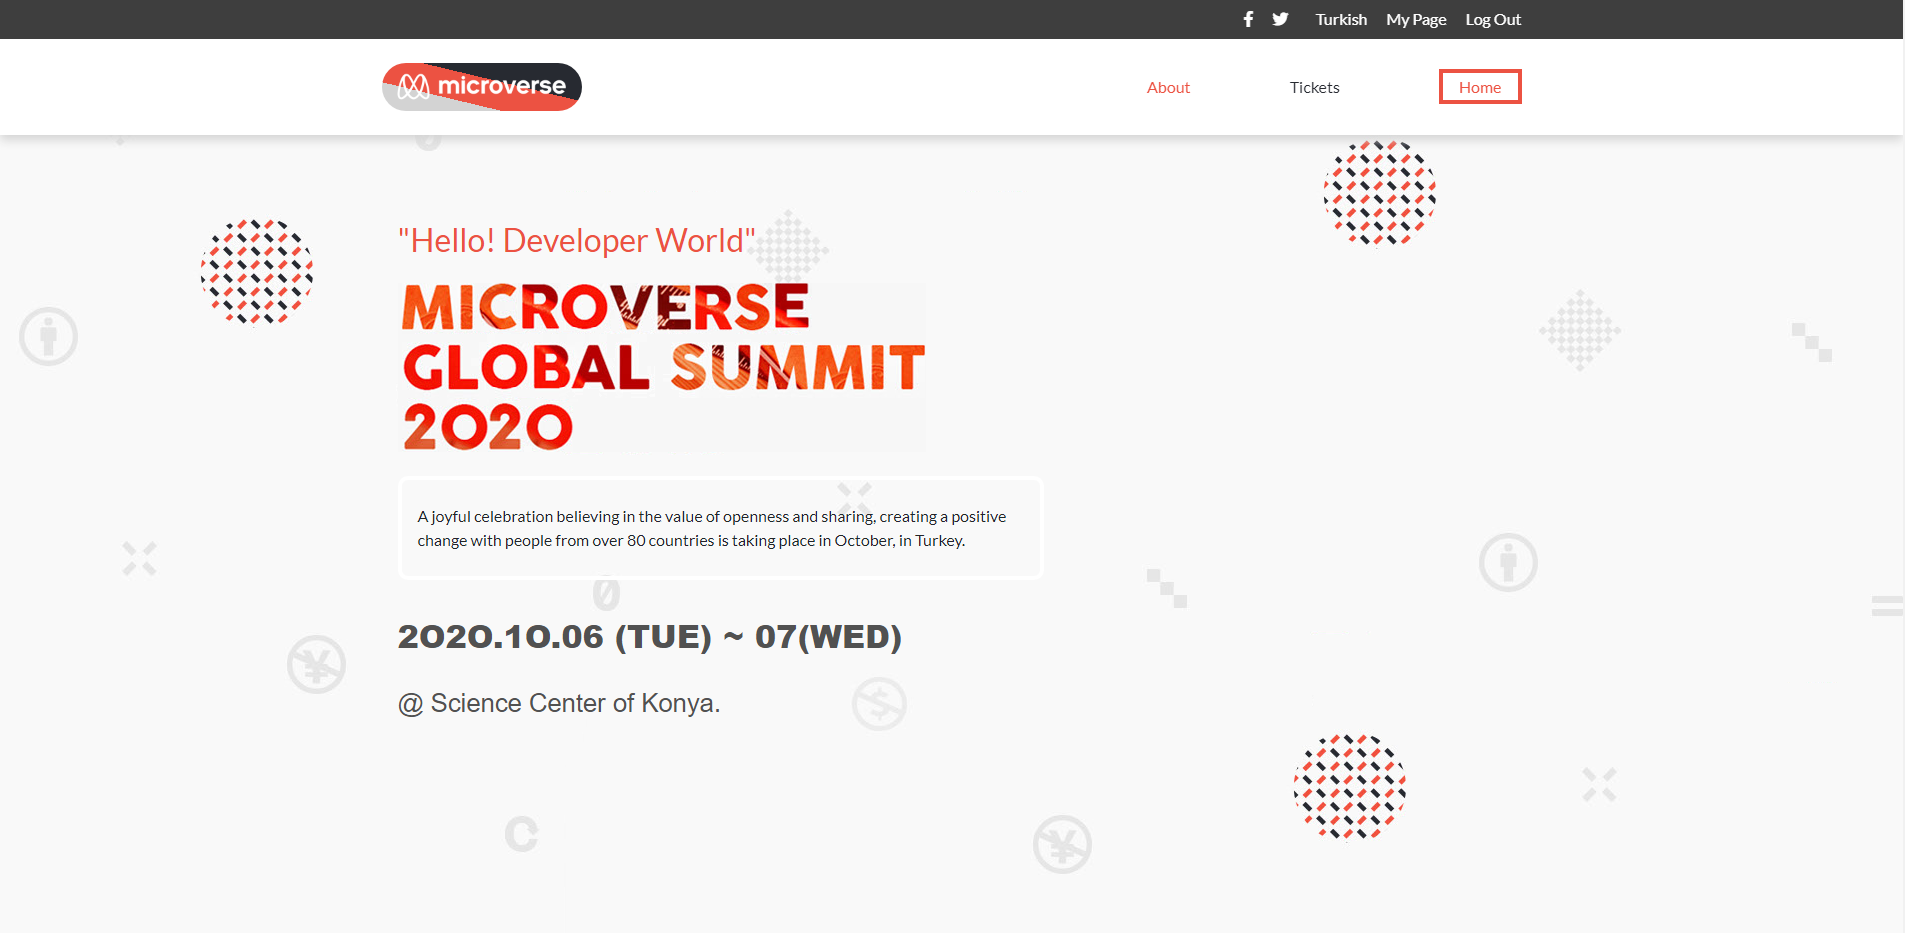 Turkish My Page Log Out
microverse
About Tickets Home
"Hello! Developer World"
MICROVERSE
GLOBAL SUMMIT
2020
A joyful celebration believing in the value of openness and sharing, creating a positive
change with people from over 80 countries is taking place in October, in Turkey.
2O2O.1O.06 (TUE) ~ 07(WED)
@ Science Center of Konya.